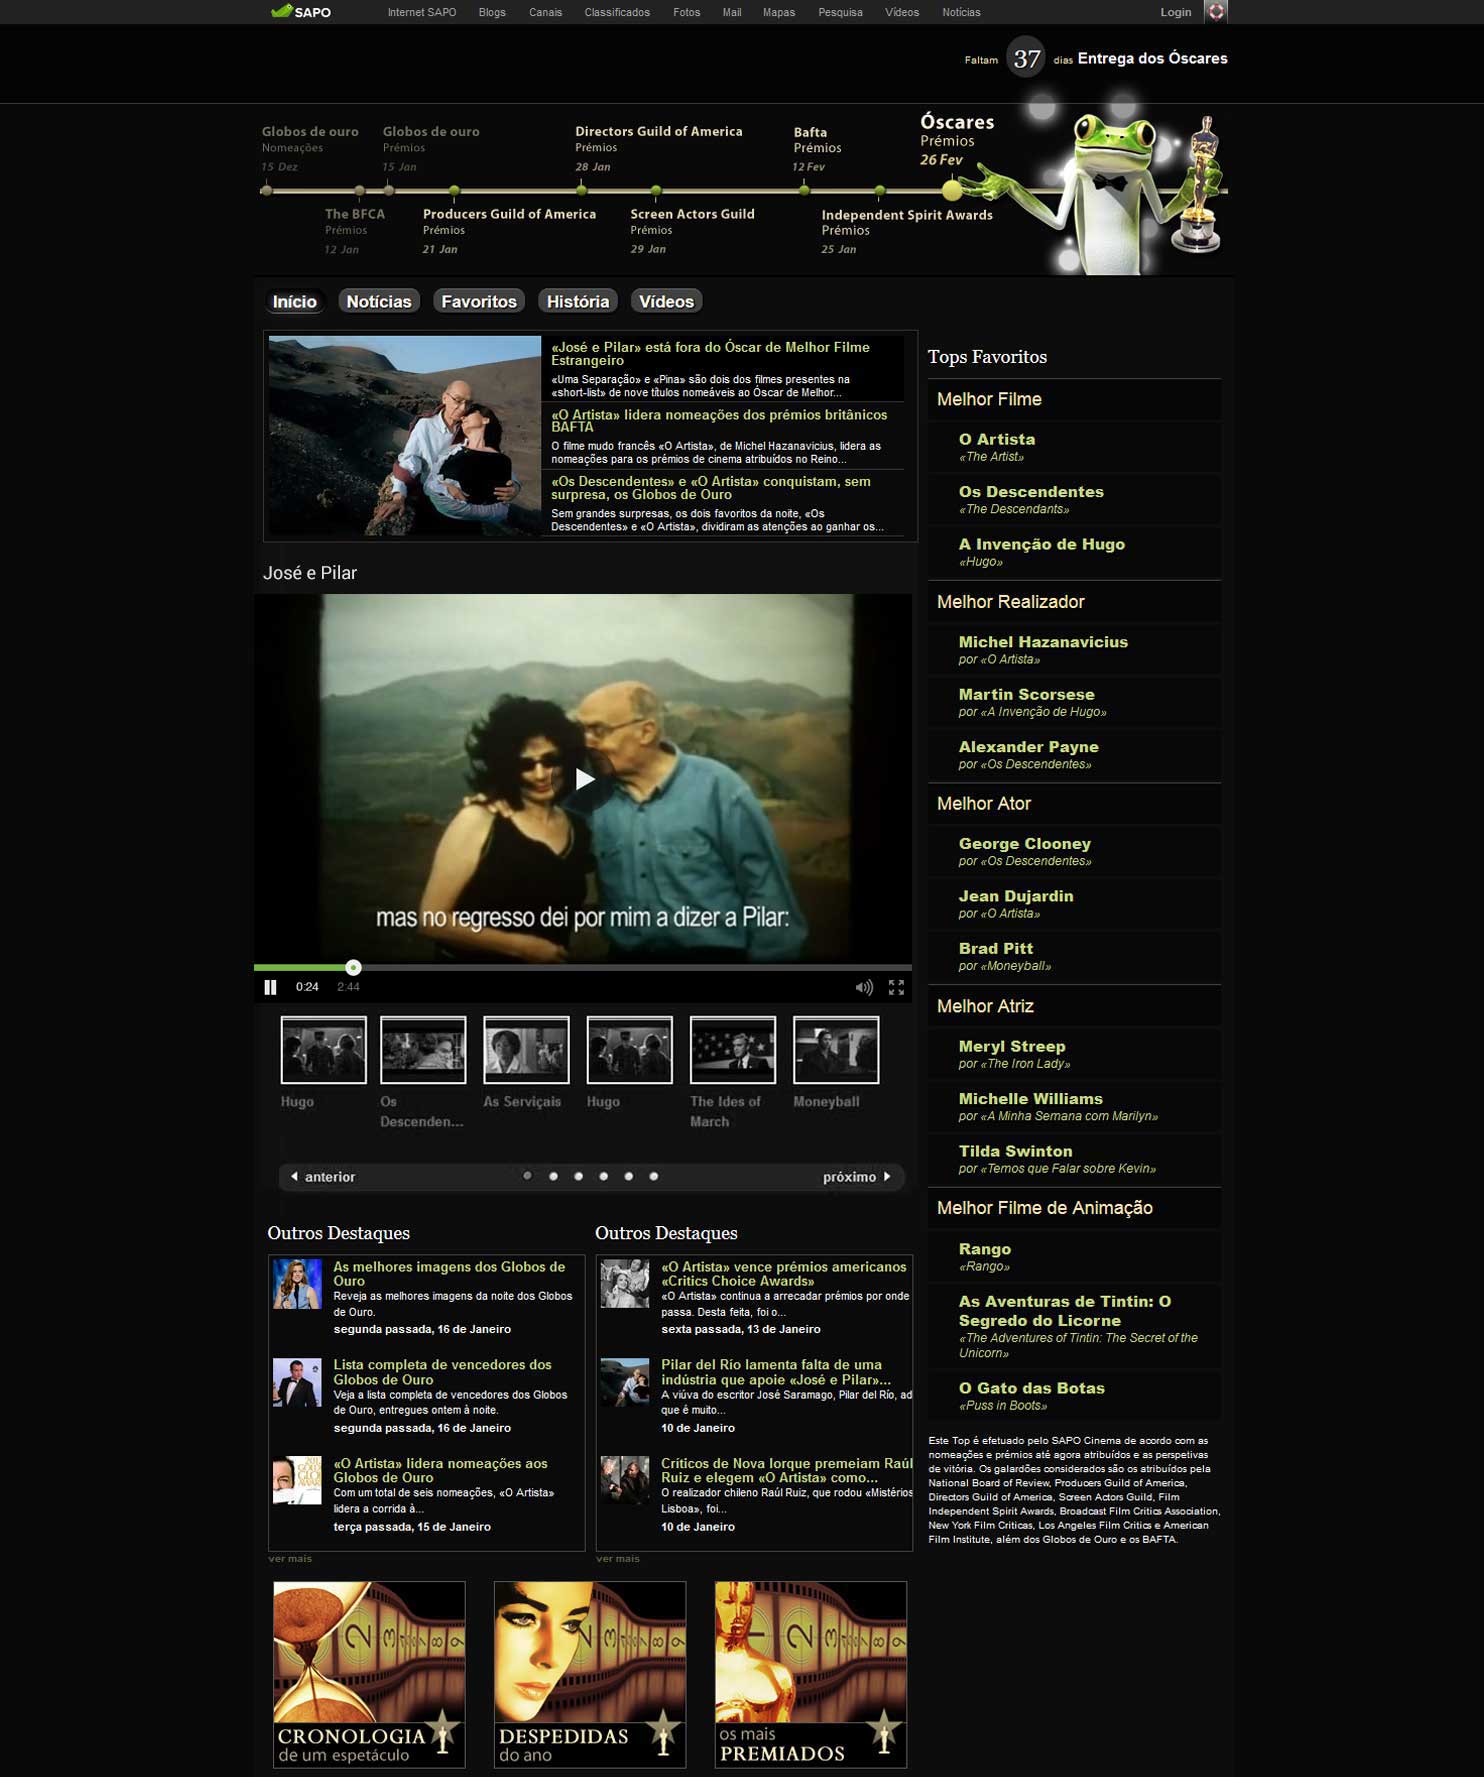 SAPO
Internet SAPO
Blogs
Canais
Classificados
Fotos
Mail
Mapas
Pesquisa
Vídeos
Notícias
Login
Faltam 37 dias Entrega dos Óscares
Globos de ouro
Nomeações
15 Dez
Globos de ouro
Prémios
15 Jan
Directors Guild of America
Prémios
28 Jan
Bafta
Prémios
12 Fev
Óscares
Prémios
26 Fev
The BFCA
Prémios
12 Jan
Producers Guild of America
Prémios
21 Jan
Screen Actors Guild
Prémios
29 Jan
Independent Spirit Awards
Prémios
25 Jan
Início
Notícias
Favoritos
História
Vídeos
«José e Pilar» está fora do Óscar de Melhor Filme
Estrangeiro
«Uma Separação» e «Pina» são dois dos filmes presentes na
«short-list» de nove títulos nomeáveis ao Óscar de Melhor...
«O Artista» lidera nomeações dos prémios britânicos
BAFTA
O filme mudo francês «O Artista», de Michel Hazanavicius, lidera as
nomeações para os prémios de cinema atribuídos no Reino...
«Os Descendentes» e «O Artista» conquistam, sem
surpresa, os Globos de Ouro
Sem grandes surpresas, os dois favoritos da noite, «Os
Descendentes» e «O Artista», dividiram as atenções ao ganhar os...
José e Pilar
mas no regresso dei por mim a dizer a Pilar:
0:24
2:44
Hugo
Os
Descenden...
As Serviçais
Hugo
The Ides of
March
Moneyball
anterior
próximo
Outros Destaques
As melhores imagens dos Globos de
Ouro
Reveja as melhores imagens da noite dos Globos
de Ouro.
segunda passada, 16 de Janeiro
Lista completa de vencedores dos
Globos de Ouro
Veja a lista completa de vencedores dos Globos
de Ouro, entregues ontem à noite.
segunda passada, 16 de Janeiro
«O Artista» lidera nomeações aos
Globos de Ouro
Com um total de seis nomeações, «O Artista»
lidera a corrida à...
terça passada, 15 de Janeiro
ver mais
Outros Destaques
«O Artista» vence prémios americanos
«Critics Choice Awards»
«O Artista» continua a arrecadar prémios por onde
passa. Desta feita, foi o...
sexta passada, 13 de Janeiro
Pilar del Río lamenta falta de uma
indústria que apoie «José e Pilar»...
A viúva do escritor José Saramago, Pilar del Río, ad
que é muito...
10 de Janeiro
Críticos de Nova Iorque premeiam Raúl
Ruiz e elegem «O Artista» como...
O realizador chileno Raúl Ruiz, que rodou «Mistérios
Lisboa», foi...
10 de Janeiro
ver mais
CRONOLOGIA
de um espetáculo
DESPEDIDAS
do ano
os mais
PREMIADOS
Tops Favoritos
Melhor Filme
O Artista
«The Artist»
Os Descendentes
«The Descendants»
A Invenção de Hugo
«Hugo»
Melhor Realizador
Michel Hazanavicius
por «O Artista»
Martin Scorsese
por «A Invenção de Hugo»
Alexander Payne
por «Os Descendentes»
Melhor Ator
George Clooney
por «Os Descendentes»
Jean Dujardin
por «O Artista»
Brad Pitt
por «Moneyball»
Melhor Atriz
Meryl Streep
por «The Iron Lady»
Michelle Williams
por «A Minha Semana com Marilyn»
Tilda Swinton
por «Temos que Falar sobre Kevin»
Melhor Filme de Animação
Rango
«Rango»
As Aventuras de Tintin: O
Segredo do Licorne
«The Adventures of Tintin: The Secret of the
Unicorn»
O Gato das Botas
«Puss in Boots»
Este Top é efetuado pelo SAPO Cinema de acordo com as
nomeações e prémios até agora atribuídos e as perspetivas
de vitória. Os galardões considerados são os atribuídos pela
National Board of Review, Producers Guild of America,
Directors Guild of America, Screen Actors Guild, Film
Independent Spirit Awards, Broadcast Film Critics Association,
New York Film Criticas, Los Angeles Film Critics e American
Film Institute, além dos Globos de Ouro e os BAFTA.